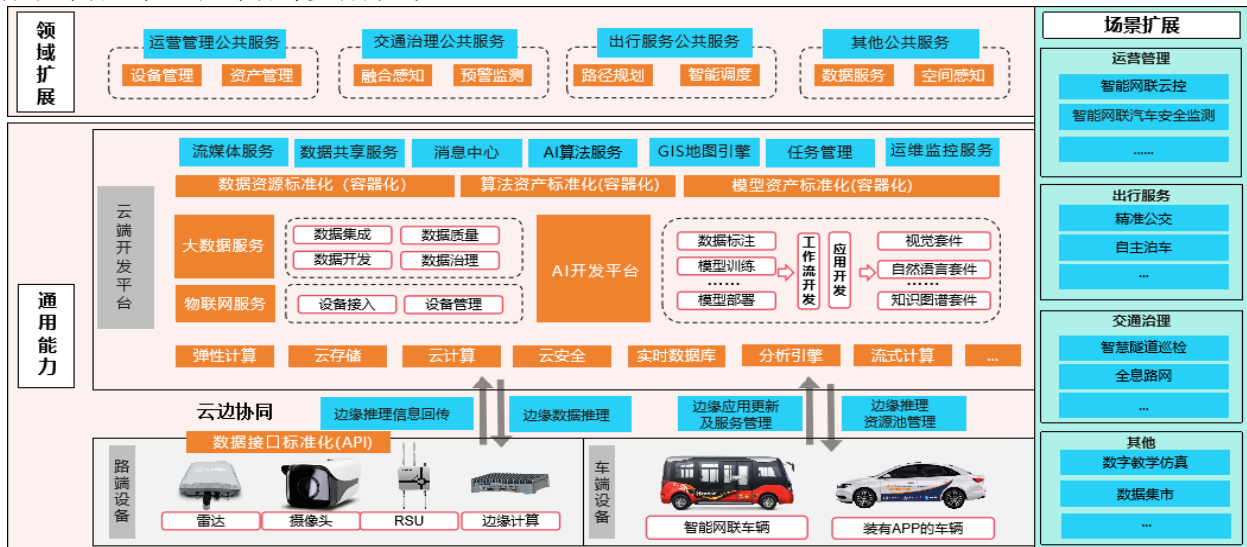 领域扩展
运营管理公共服务
设备管理 资产管理
交通治理公共服务
融合感知 预警监测
出行服务公共服务
路径规划 智能调度
其他公共服务
数据服务 空间感知
通用能力
云端开发平台
流媒体服务 数据共享服务 消息中心 AI算法服务 GIS地图引擎 任务管理 运维监控服务
数据资源标准化（容器化） 算法资产标准化(容器化) 模型资产标准化(容器化)
大数据服务
数据集成 数据质量
数据开发 数据治理
物联网服务
设备接入 设备管理
AI开发平台
数据标注
模型训练
......
模型部署
工作流开发
应用开发
视觉套件
自然语言套件
......
知识图谱套件
弹性计算 云存储 云计算 云安全 实时数据库 分析引擎 流式计算 ...
云边协同
边缘推理信息回传
边缘数据推理
边缘应用更新
及服务管理
边缘推理
资源池管理
数据接口标准化(API)
路端设备
雷达 摄像头 RSU 边缘计算
车端设备
智能网联车辆 装有APP的车辆
场景扩展
运营管理
智能网联云控
智能网联汽车安全监测
......
出行服务
精准公交
自主泊车
...
交通治理
智慧隧道巡检
全息路网
...
其他
数字教学仿真
数据集市
...